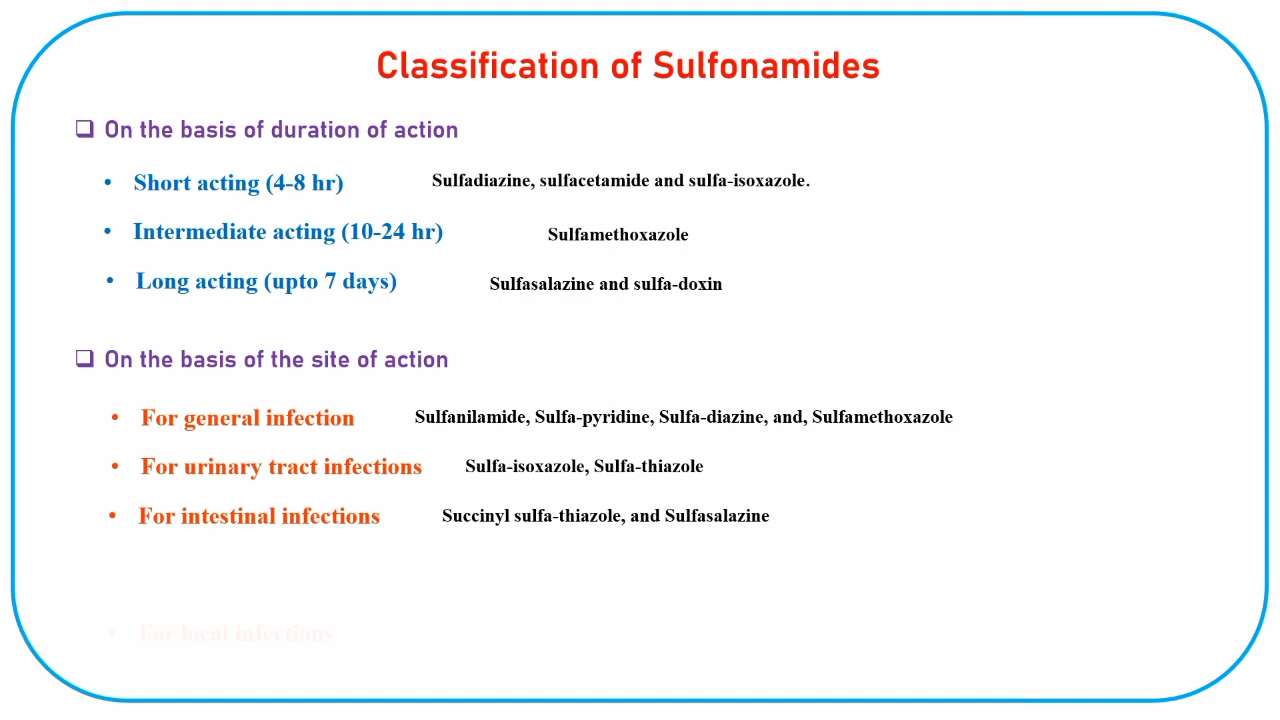 Classification of Sulfonamides
❑ On the basis of duration of action
• Short acting (4-8 hr) Sulfadiazine, sulfacetamide and sulfa-isoxazole.
• Intermediate acting (10-24 hr) Sulfamethoxazole
• Long acting (upto 7 days) Sulfasalazine and sulfa-doxin
❑ On the basis of the site of action
• For general infection Sulfanilamide, Sulfa-pyridine, Sulfa-diazine, and, Sulfamethoxazole
• For urinary tract infections Sulfa-isoxazole, Sulfa-thiazole
• For intestinal infections Succinyl sulfa-thiazole, and Sulfasalazine
• For local infections